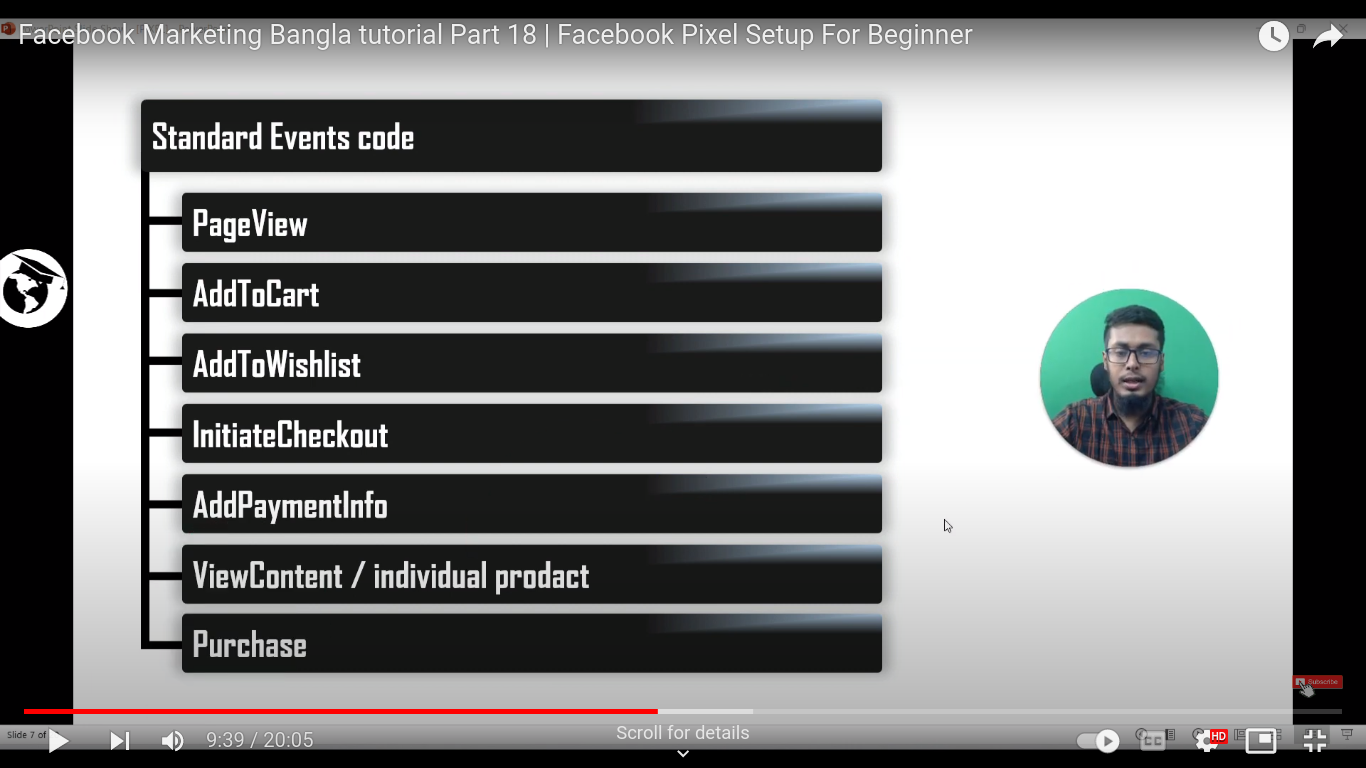 Facebook Marketing Bangla tutorial Part 18 | Facebook Pixel Setup For Beginner
Standard Events code
PageView
AddToCart
AddToWishlist
InitiateCheckout
AddPaymentInfo
ViewContent / individual prodact
Purchase
Subscribe
Slide 7 of
9:39 / 20:05
Scroll for details
CC
HD